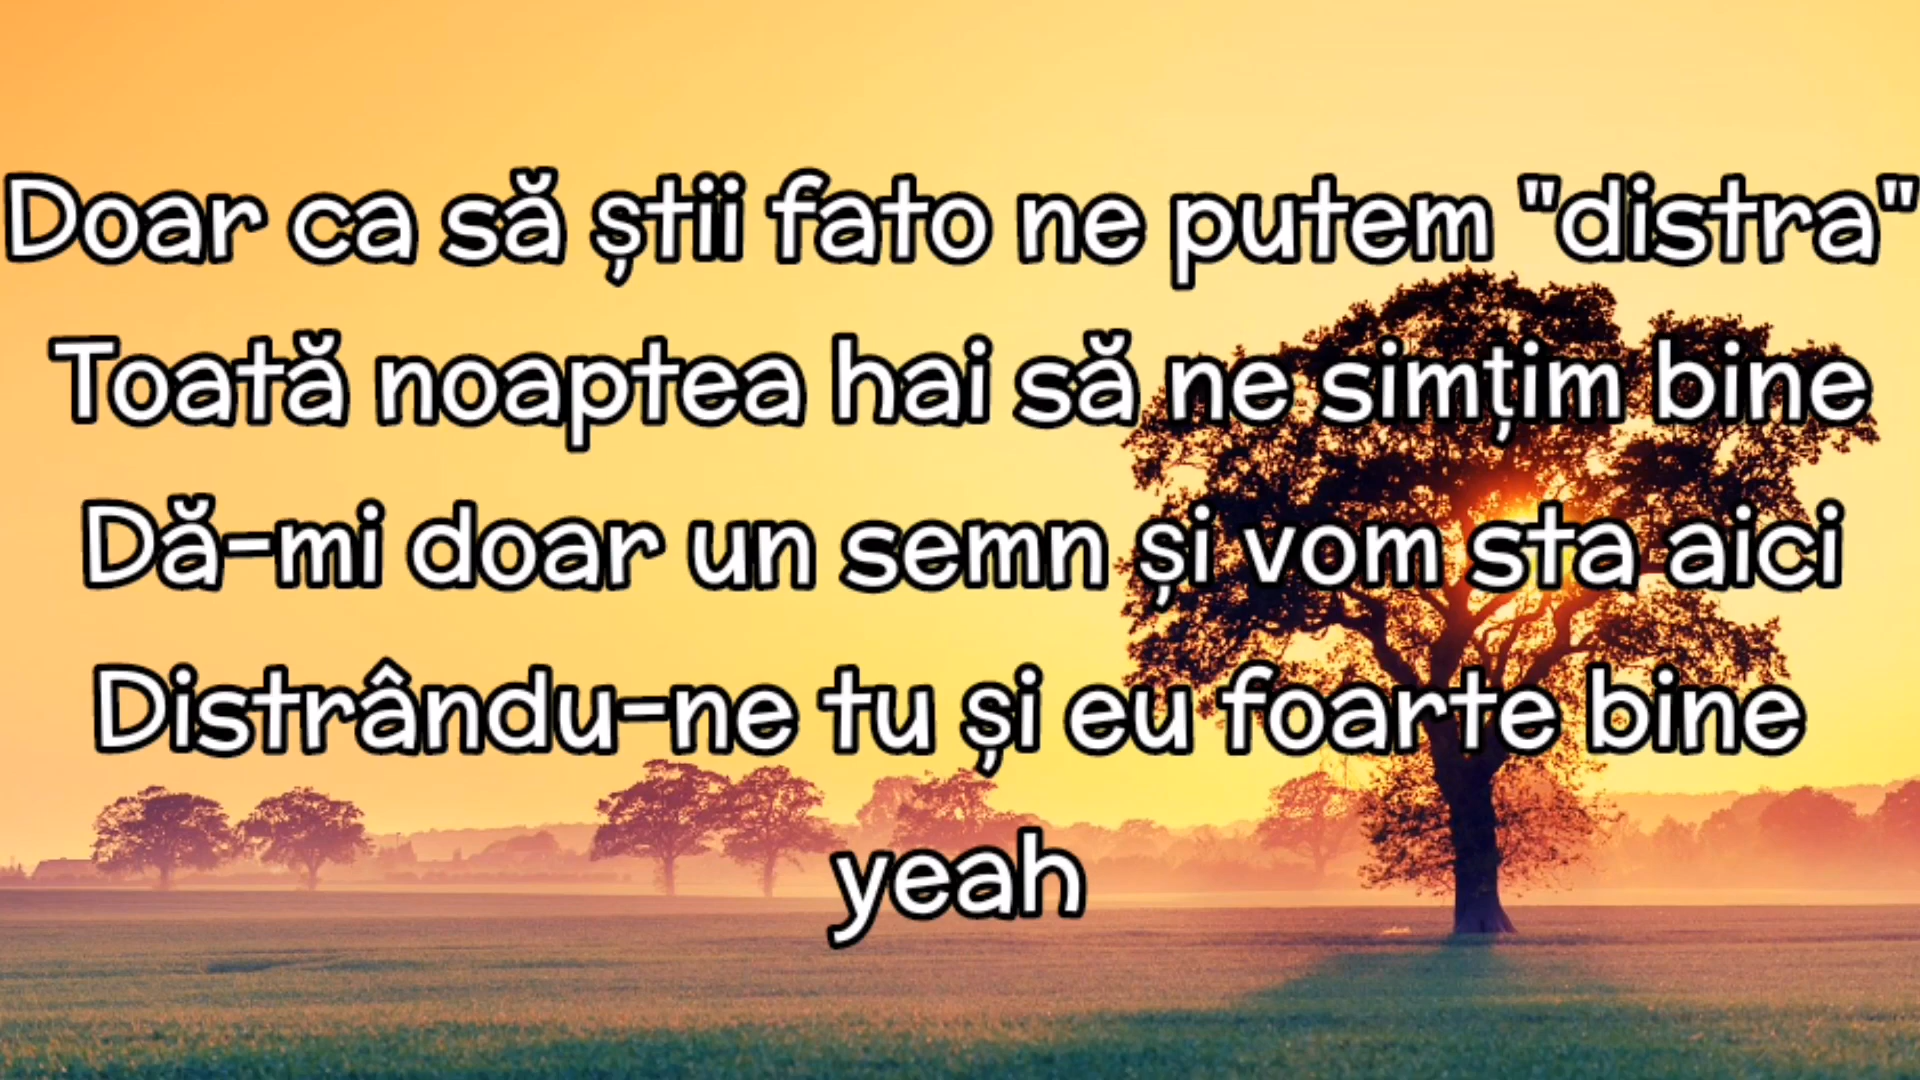 Doar ca să știi fato ne putem "distra"
Toată noaptea hai să ne simțim bine
Dă-mi doar un semn și vom sta aici
Distrându-ne tu și eu foarte bine
yeah